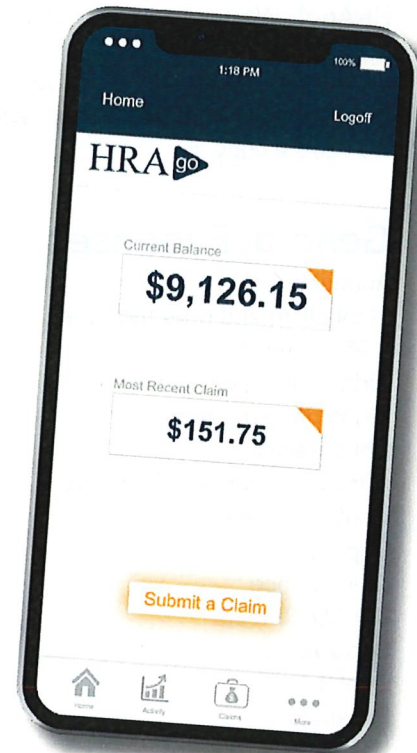 1:18 PM
100%
Home
Logoff
HRA go
Current Balance
$9,126.15
Most Recent Claim
$151.75
Submit a Claim
Home
Activity
Claims
More